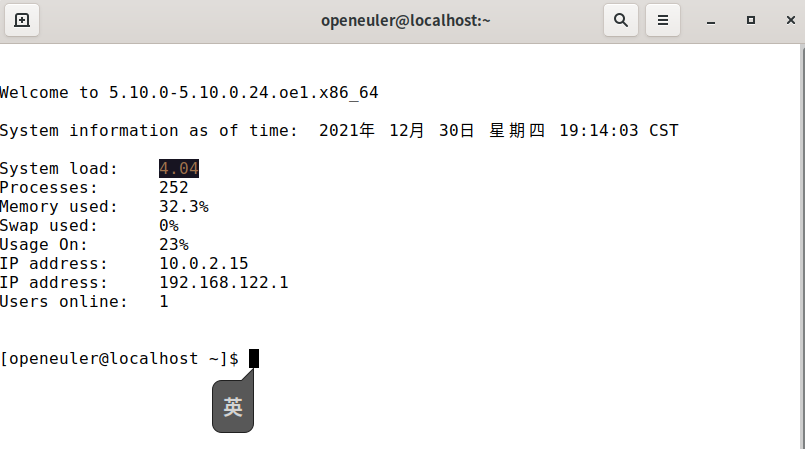 openeuler@localhost:~
Welcome to 5.10.0-5.10.0.24.oe1.x86_64
System information as of time:  2021年 12月 30日 星期四 19:14:03 CST
System load:    4.04
Processes:      252
Memory used:    32.3%
Swap used:      0%
Usage On:       23%
IP address:     10.0.2.15
IP address:     192.168.122.1
Users online:   1
[openeuler@localhost ~]$
英